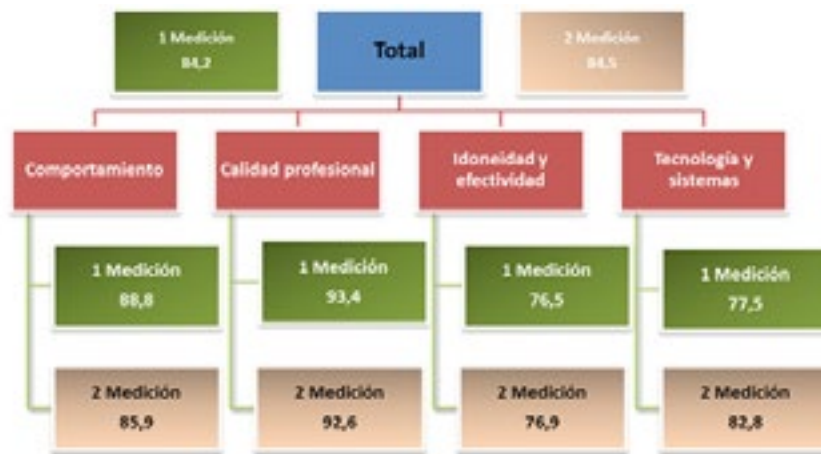 1 Medición
84,2
Total
2 Medición
84,5
Comportamiento
Calidad profesional
Idoneidad y
efectividad
Tecnología y
sistemas
1 Medición
88,8
1 Medición
93,4
1 Medición
76,5
1 Medición
77,5
2 Medición
85,9
2 Medición
92,6
2 Medición
76,9
2 Medición
82,8